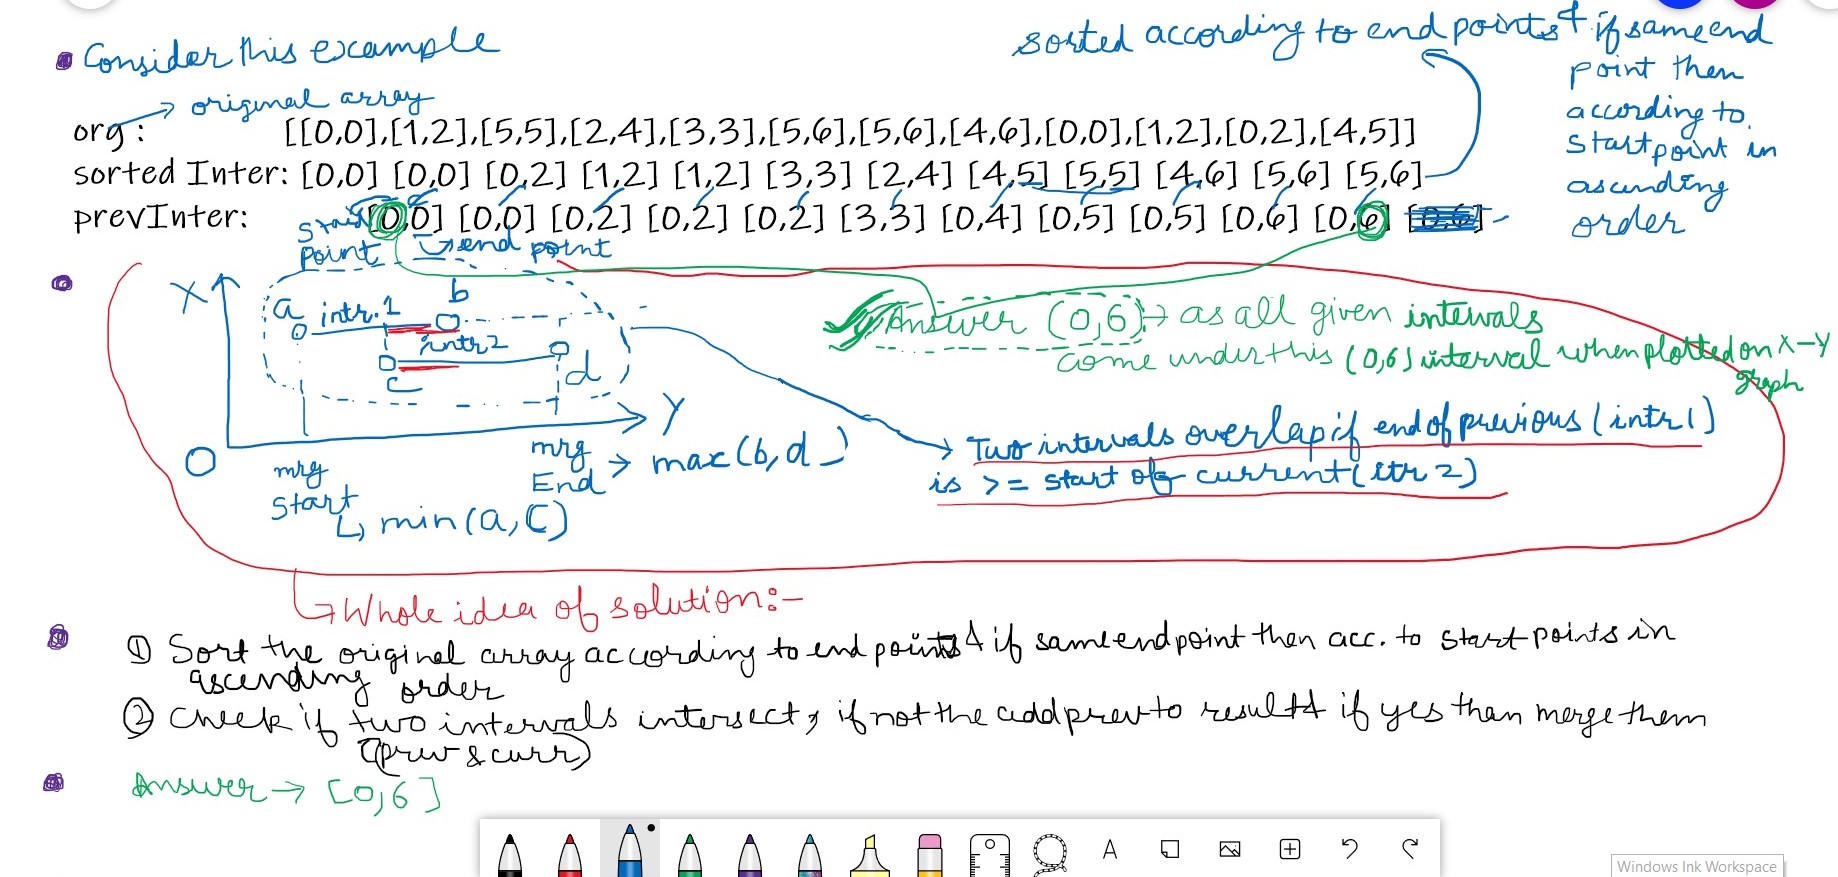 Consider this example
sorted according to end points & if same end
point then
according to
start point in
ascending
order
original array
org :    [[0,0],[1,2],[5,5],[2,4],[3,3],[5,6],[5,6],[4,6],[0,0],[1,2],[0,2],[4,5]]
sorted Inter: [0,0] [0,0] [0,2] [1,2] [1,2] [3,3] [2,4] [4,5] [5,5] [4,6] [5,6] [5,6]
prevInter:    [0,0] [0,0] [0,2] [0,2] [0,2] [3,3] [0,4] [0,5] [0,5] [0,6] [0,6]
start
point
end point
X
a intr.1 b
intr2
c d
Y
O
mrg
Start
↳ min(a,c)
mrg
End → max(b,d)
Answer (0,6) → as all given intervals
come under this (0,6) interval when plotted on X-Y
graph
→ Two intervals overlap if end of previous (intr1)
is >= start of current (itr 2)
↳ Whole idea of solution:-
① Sort the original array according to end points & if same end point then acc. to start points in
ascending order
② Check if two intervals intersect, if not the add prev to result & if yes than merge them
(prev & curr)
Answer → [0,6]
A
Windows Ink Workspace